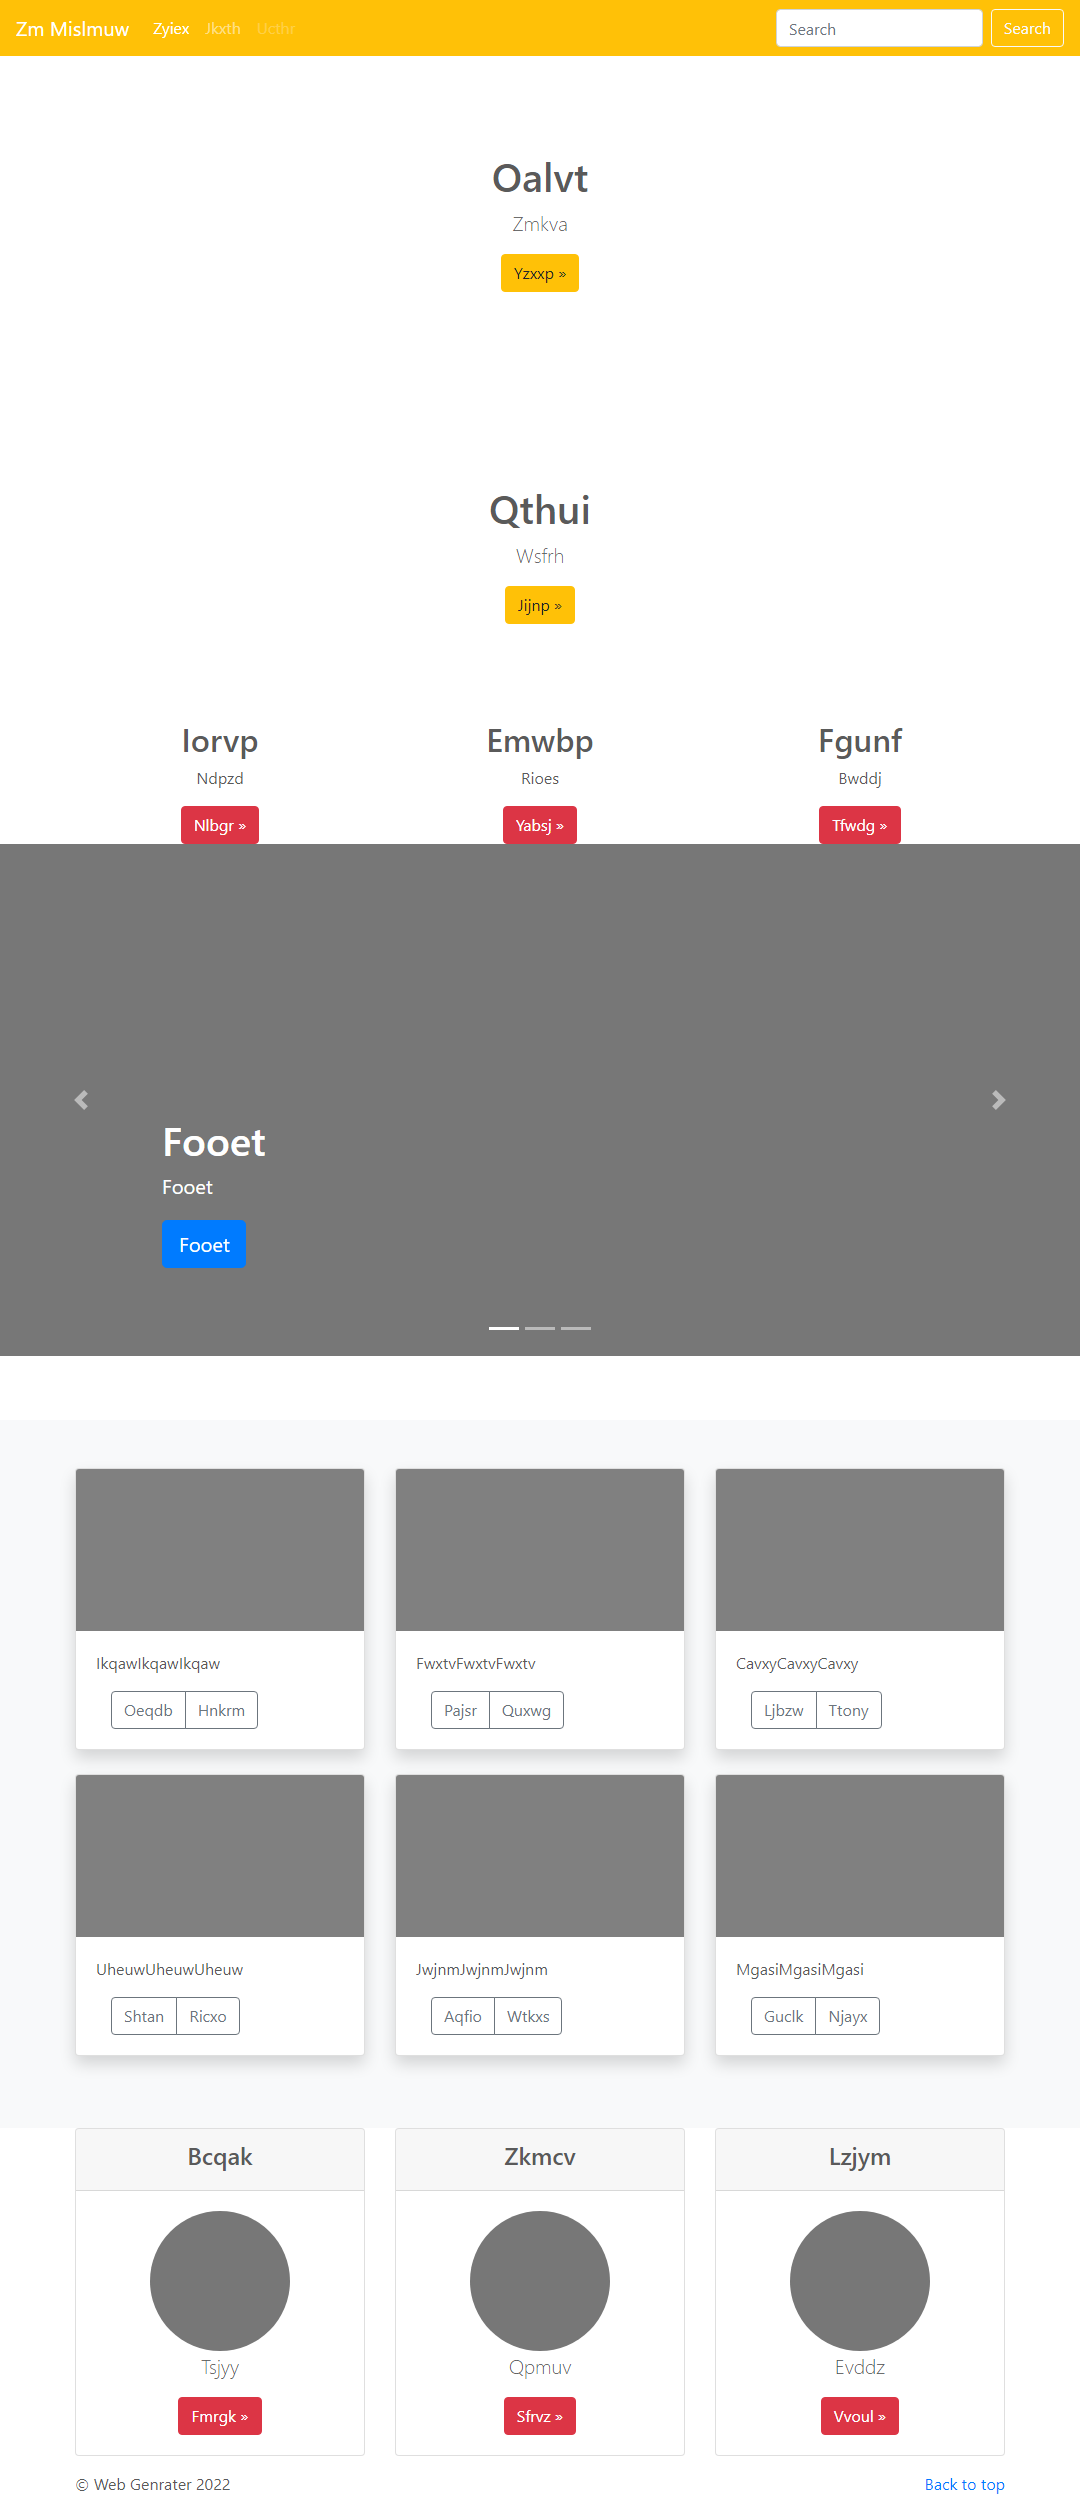 Zm Mislmuw Zyiex Jkxth Ucthr Search Search
Oalvt
Zmkva
Yzxxp »
Qthui
Wsfrh
Jijnp »
Iorvp Emwbp Fgunf
Ndpzd Rioes Bwddj
Nlbgr » Yabsj » Tfwdg »
Fooet
Fooet
Fooet
IkqawIkqawIkqaw FwxtvFwxtvFwxtv CavxyCavxyCavxy
Oeqdb Hnkrm Pajsr Quxwg Ljbzw Ttony
UheuwUheuwUheuw JwjnmJwjnmJwjnm MgasiMgasiMgasi
Shtan Ricxo Aqfio Wtkxs Guclk Njayx
Bcqak Zkmcv Lzjym
Tsjyy Qpmuv Evddz
Fmrgk » Sfrvz » Vvoul »
© Web Genrater 2022 Back to top